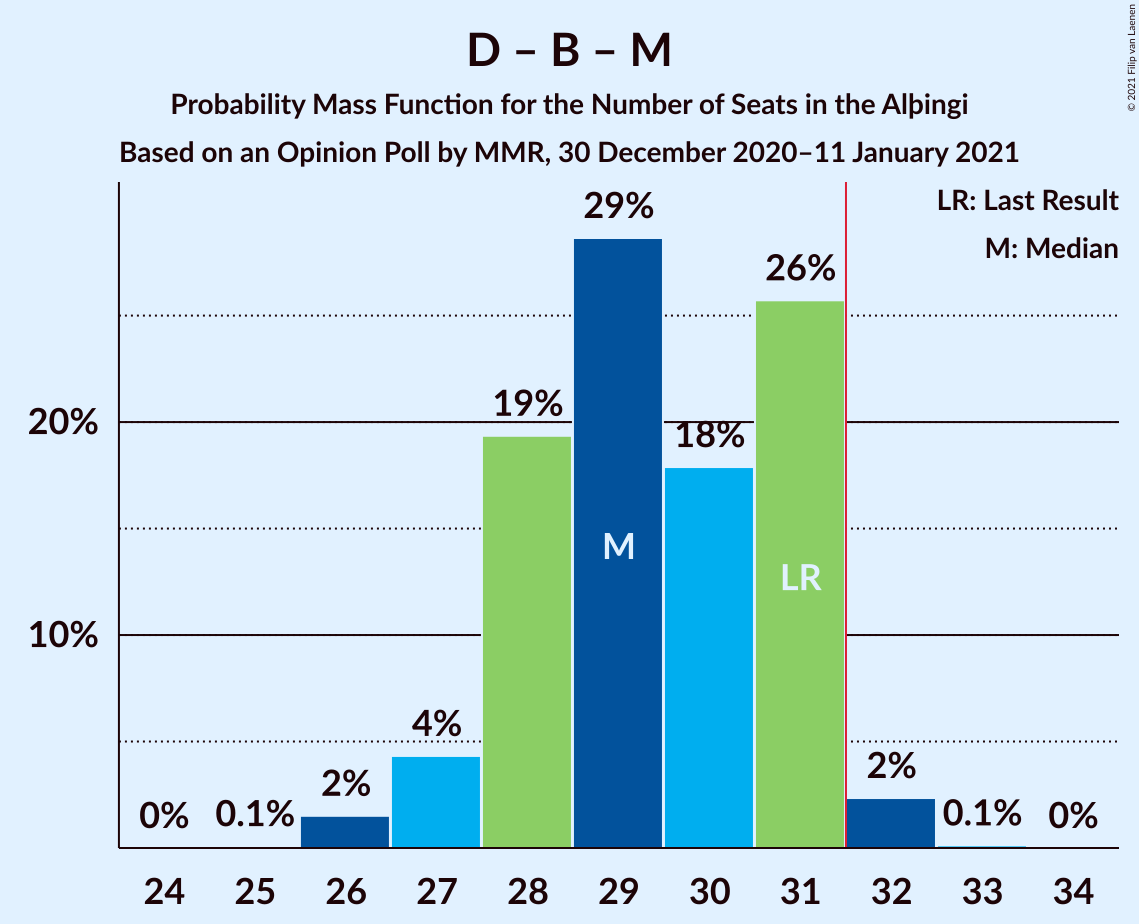 D – B – M
Probability Mass Function for the Number of Seats in the Alþingi
Based on an Opinion Poll by MMR, 30 December 2020–11 January 2021
© 2021 Filip van Laenen
LR: Last Result
M: Median
29%
26%
19%
18%
20%
M
LR
10%
4%
2%
2%
0%
0.1%
0.1%
0%
24 25 26 27 28 29 30 31 32 33 34